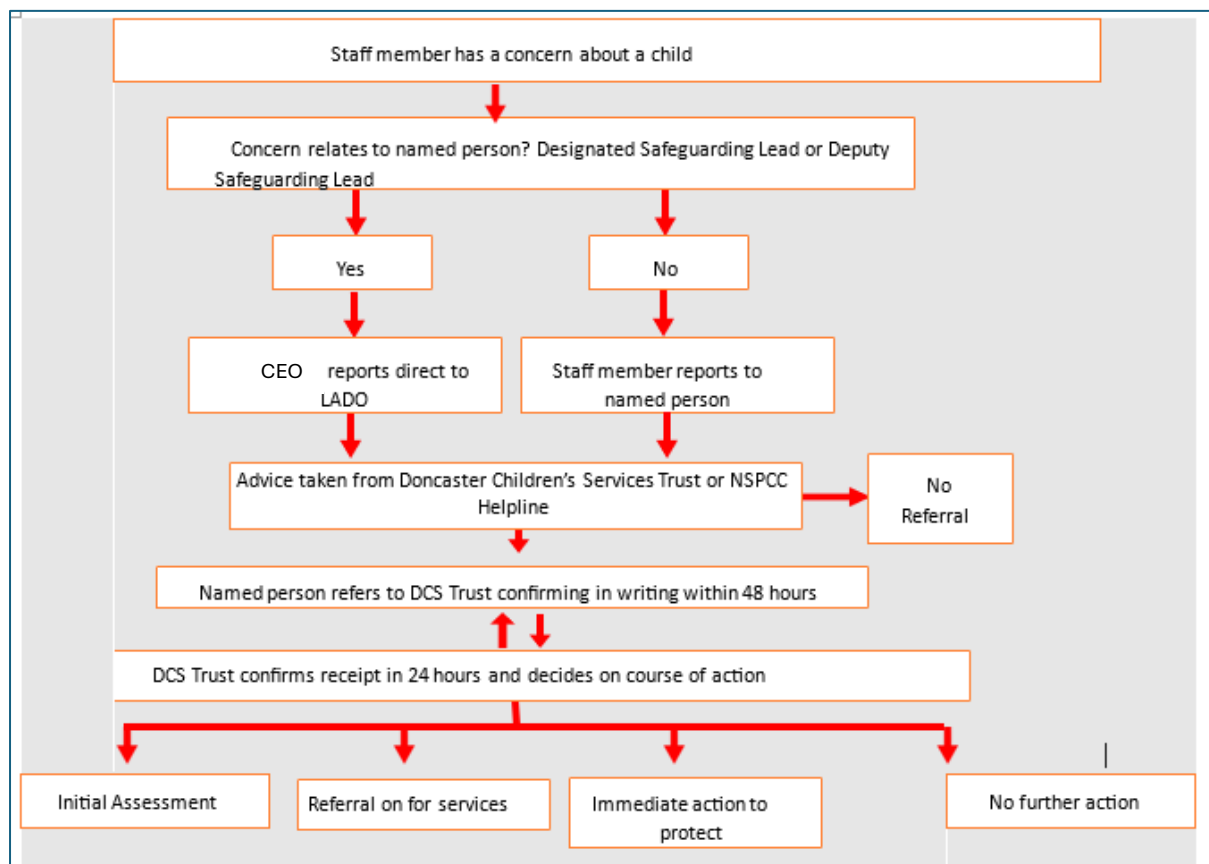 Staff member has a concern about a child
Concern relates to named person? Designated Safeguarding Lead or Deputy
Safeguarding Lead
Yes
No
CEO reports direct to
LADO
Staff member reports to
named person
Advice taken from Doncaster Children's Services Trust or NSPCC
Helpline
No
Referral
Named person refers to DCS Trust confirming in writing within 48 hours
DCS Trust confirms receipt in 24 hours and decides on course of action
Initial Assessment
Referral on for services
Immediate action to
protect
No further action